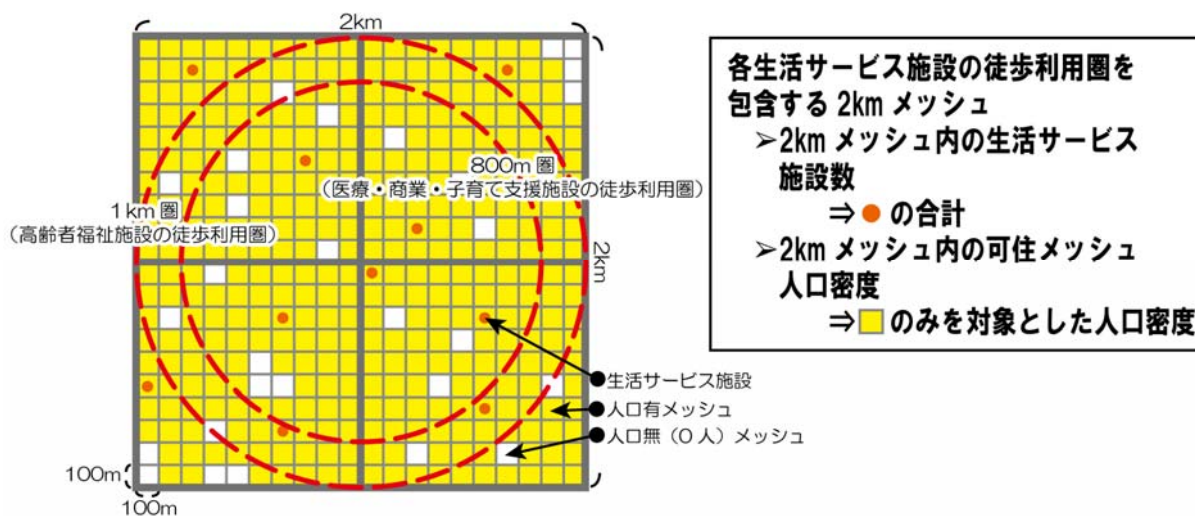 2km
800m 圏
（医療・商業・子育て支援施設の徒歩利用圏）
1km 圏
（高齢者福祉施設の徒歩利用圏）
2km
生活サービス施設
人口有メッシュ
人口無（0人）メッシュ
100m
100m
各生活サービス施設の徒歩利用圏を
包含する 2km メッシュ
➢2km メッシュ内の生活サービス
施設数
⇒● の合計
➢2km メッシュ内の可住メッシュ
人口密度
⇒□のみを対象とした人口密度